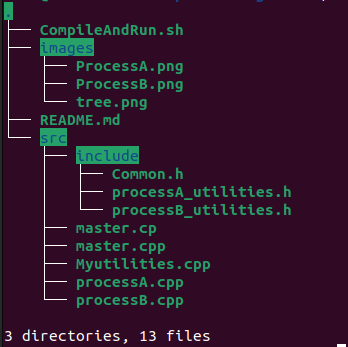 .
├── CompileAndRun.sh
├── images
│   ├── ProcessA.png
│   ├── ProcessB.png
│   └── tree.png
├── README.md
└── src
    ├── include
    │   ├── Common.h
    │   ├── processA_utilities.h
    │   └── processB_utilities.h
    ├── master.cp
    ├── master.cpp
    ├── Myutilities.cpp
    ├── processA.cpp
    └── processB.cpp
3 directories, 13 files